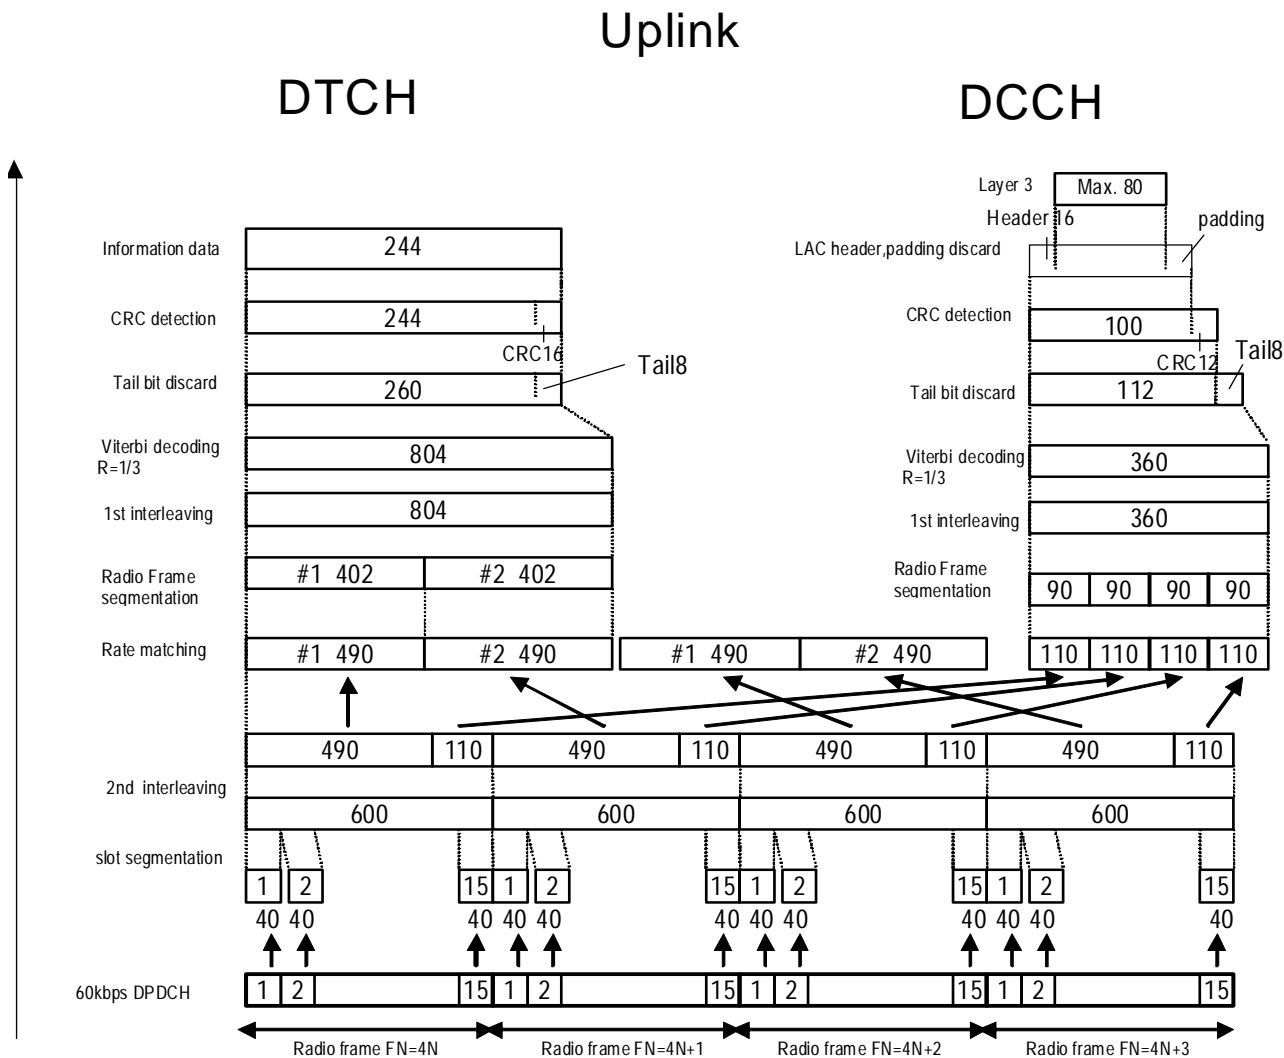 Uplink
DTCH
DCCH
Layer 3
Max. 80
Header 16
padding
Information data
244
LAC header,padding discard
CRC detection
244
CRC16
CRC detection
100
CRC12
Tail8
Tail8
Tail bit discard
260
Tail bit discard
112
Viterbi decoding
R=1/3
804
Viterbi decoding
R=1/3
360
1st interleaving
804
1st interleaving
360
Radio Frame
segmentation
#1 402
#2 402
Radio Frame
segmentation
90 90 90 90
Rate matching
#1 490
#2 490
#1 490
#2 490
110 110 110 110
490 110 490 110 490 110 490 110
2nd interleaving
600 600 600 600
slot segmentation
1 2 15 1 2 15 1 2 15 1 2 15
40 40 40 40 40 40 40 40 40 40 40 40
60kbps DPDCH
1 2 15 1 2 15 1 2 15 1 2 15
Radio frame FN=4N
Radio frame FN=4N+1
Radio frame FN=4N+2
Radio frame FN=4N+3